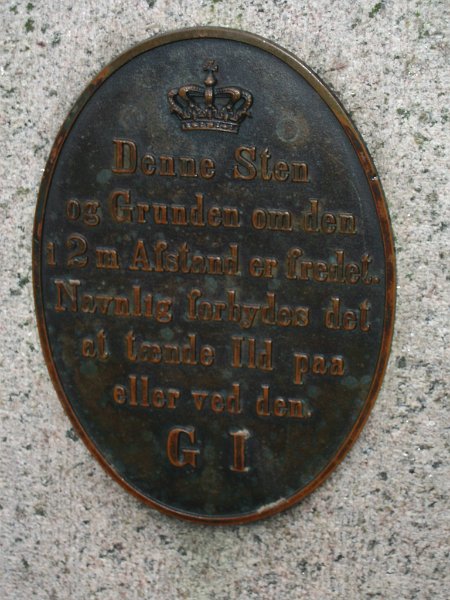 Denne Sten
og Grunden om den
i 2 m Afstand er fredet.
Navnlig forbydes det
at tænde Ild paa
eller ved den.
G I